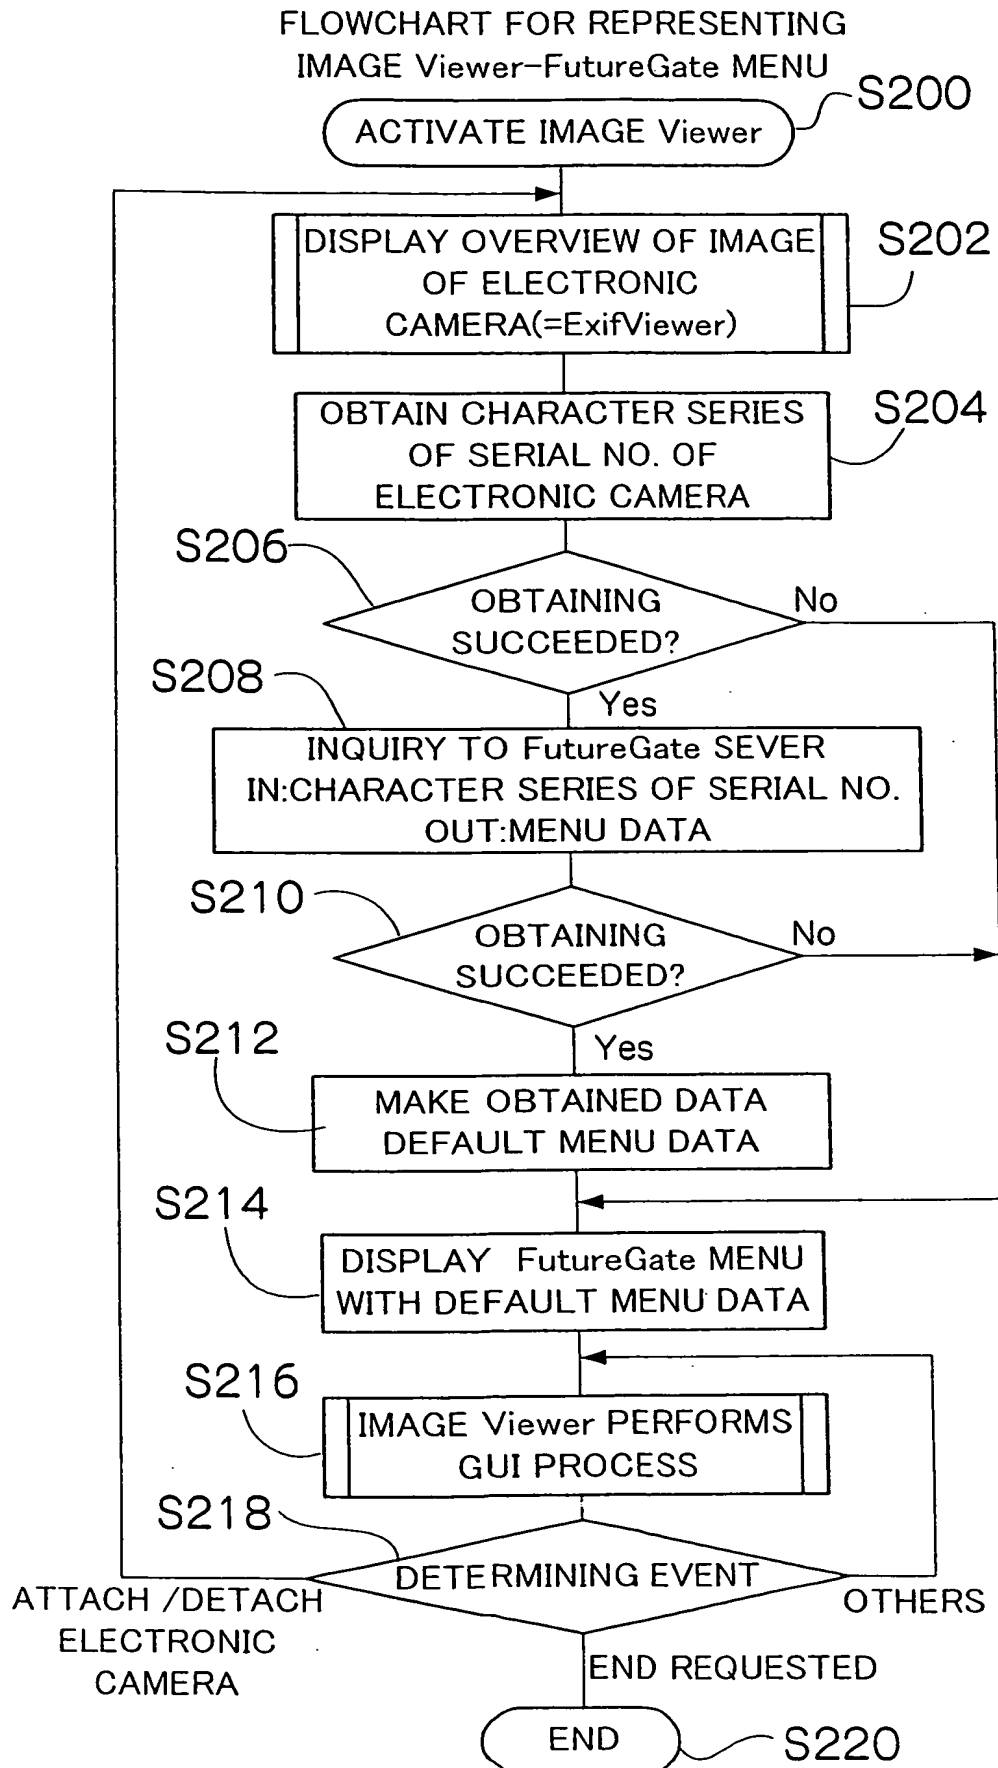 FLOWCHART FOR REPRESENTING
IMAGE Viewer-FutureGate MENU
S200
ACTIVATE IMAGE Viewer
S202
DISPLAY OVERVIEW OF IMAGE
OF ELECTRONIC
CAMERA(=ExifViewer)
S204
OBTAIN CHARACTER SERIES
OF SERIAL NO. OF
ELECTRONIC CAMERA
S206
OBTAINING
SUCCEEDED?
No
Yes
S208
INQUIRY TO FutureGate SEVER
IN:CHARACTER SERIES OF SERIAL NO.
OUT:MENU DATA
S210
OBTAINING
SUCCEEDED?
No
Yes
S212
MAKE OBTAINED DATA
DEFAULT MENU DATA
S214
DISPLAY FutureGate MENU
WITH DEFAULT MENU DATA
S216
IMAGE Viewer PERFORMS
GUI PROCESS
S218
DETERMINING EVENT
ATTACH /DETACH
ELECTRONIC
CAMERA
OTHERS
END REQUESTED
END
S220